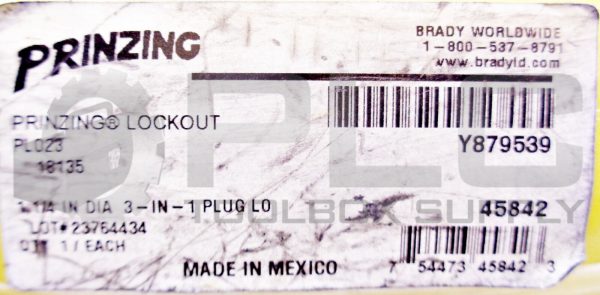 PRINZING
BRADY WORLDWIDE
1-800-537-8791
www.bradyid.com
PRINZING® LOCKOUT
PL023
18135
Y879539
1 1/4 IN DIA 3-IN-1 PLUG LO
45842
LOT# 23764434
QTY 1 / EACH
MADE IN MEXICO
7 54473 45842 3
PLC
TOOLBOX SUPPLY